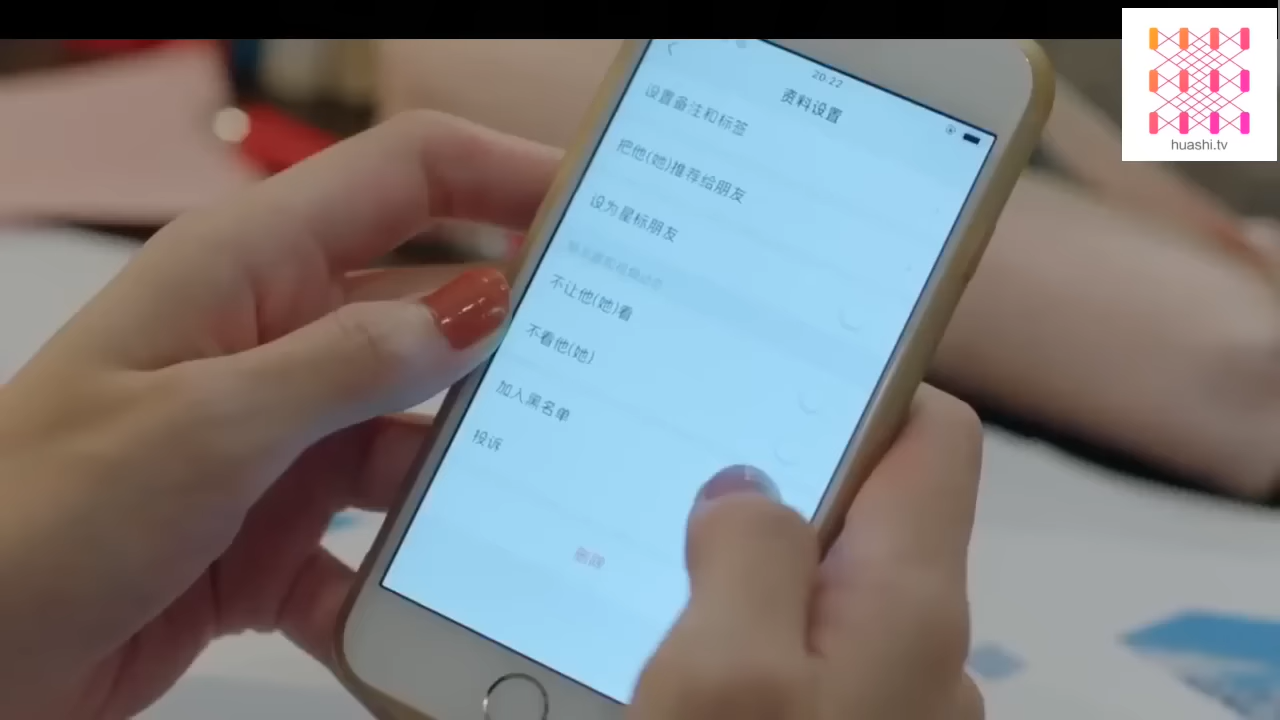 20:27
资料设置
设置备注和标签
把他(她)推荐给朋友
设为星标朋友
不让他(她)看
不看他(她)
加入黑名单
投诉
删除
huashi.tv